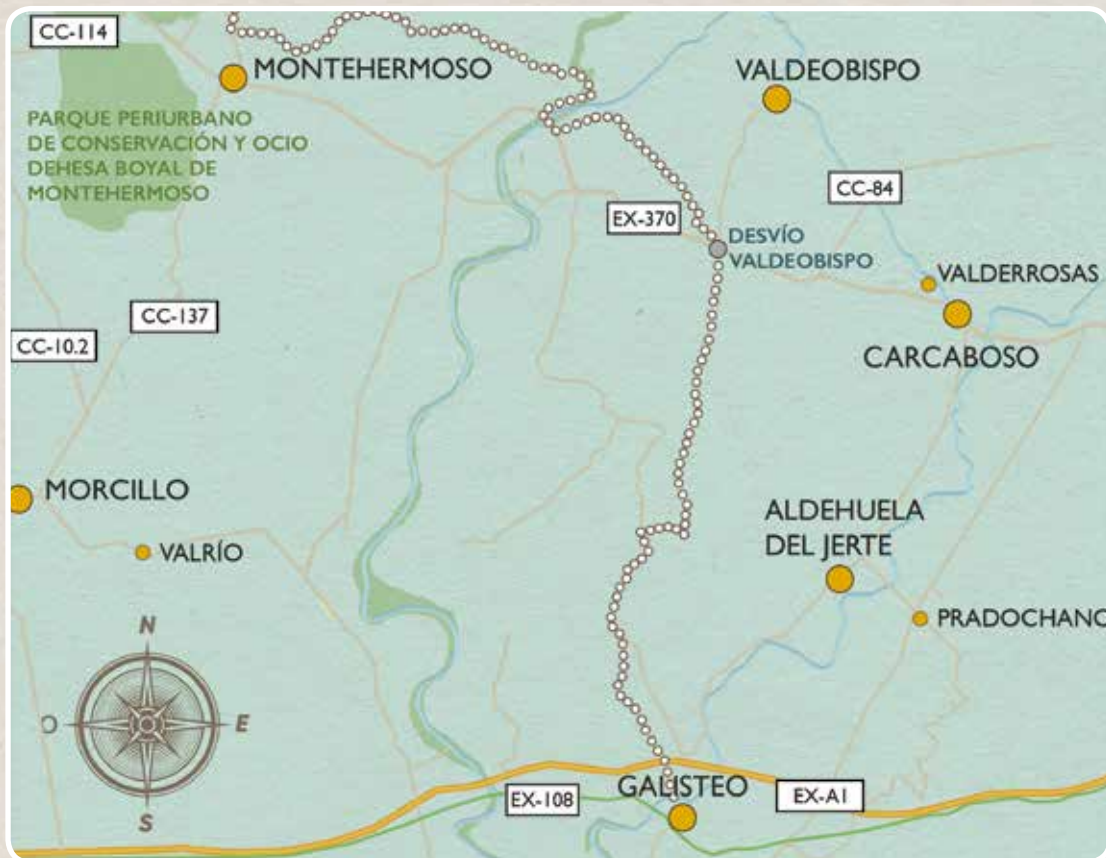 CC-114
MONTEHERMOSO
VALDEOBISPO
PARQUE PERIURBANO
DE CONSERVACIÓN Y OCIO
DEHESA BOYAL DE
MONTEHERMOSO
CC-84
EX-370
DESVÍO
VALDEOBISPO
VALDERROSAS
CC-137
CC-10.2
CARCABOSO
MORCILLO
ALDEHUELA
DEL JERTE
VALRÍO
PRADOCHANO
N
O
E
S
GALISTEO
EX-108
EX-A1